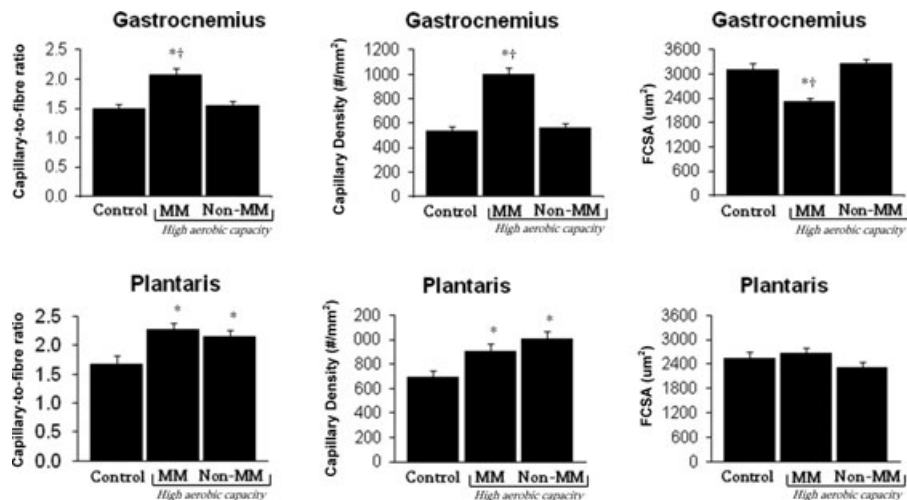 Gastrocnemius
Capillary-to-fibre ratio
2.5
2.0
1.5
1.0
0.5
0.0
*†
Control MM Non-MM
High aerobic capacity
Gastrocnemius
Capillary Density (#/mm²)
1200
1000
800
600
400
200
0
*†
Control MM Non-MM
High aerobic capacity
Gastrocnemius
FCSA (um²)
3600
3000
2400
1800
1200
600
0
*†
Control MM Non-MM
High aerobic capacity
Plantaris
Capillary-to-fibre ratio
2.5
2.0
1.5
1.0
0.5
0.0
*
*
Control MM Non-MM
High aerobic capacity
Plantaris
Capillary Density (#/mm²)
200
000
800
600
400
200
0
*
*
Control MM Non-MM
High aerobic capacity
Plantaris
FCSA (um²)
3600
3000
2400
1800
1200
600
0
Control MM Non-MM
High aerobic capacity